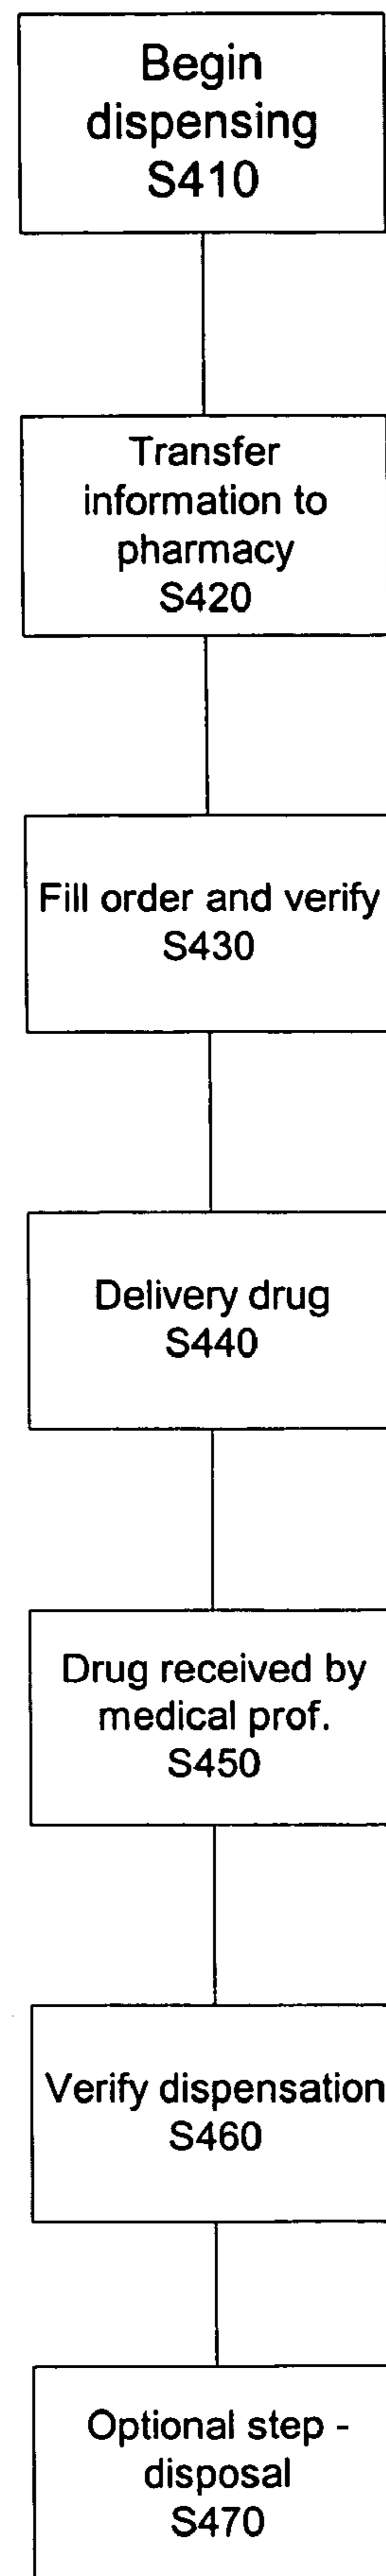 Begin
dispensing
S410
Transfer
information to
pharmacy
S420
Fill order and verify
S430
Delivery drug
S440
Drug received by
medical prof.
S450
Verify dispensation
S460
Optional step -
disposal
S470